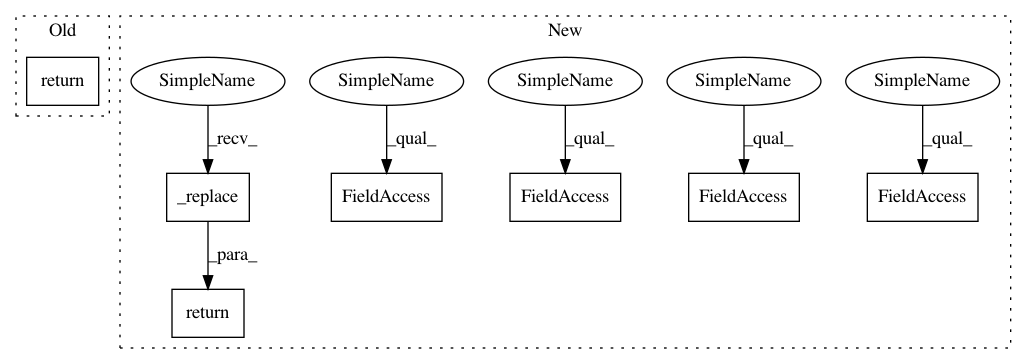 Old
New
return
SimpleName
SimpleName
SimpleName
SimpleName
SimpleName
_recv_
_qual_
_qual_
_qual_
_qual_
_replace
FieldAccess
FieldAccess
FieldAccess
FieldAccess
_para_
return